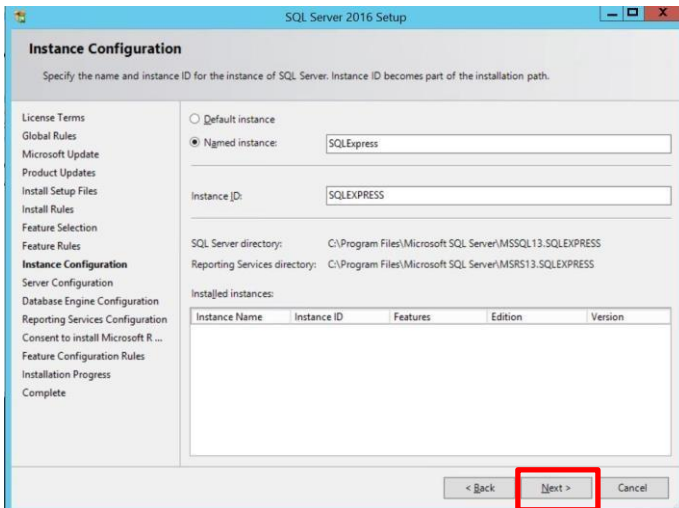 SQL Server 2016 Setup
Instance Configuration
Specify the name and instance ID for the instance of SQL Server. Instance ID becomes part of the installation path.
License Terms
Global Rules
Microsoft Update
Product Updates
Install Setup Files
Install Rules
Feature Selection
Feature Rules
Instance Configuration
Server Configuration
Database Engine Configuration
Reporting Services Configuration
Consent to install Microsoft R ...
Feature Configuration Rules
Installation Progress
Complete
Default instance
Named instance: SQLExpress
Instance ID: SQLEXPRESS
SQL Server directory: C:\Program Files\Microsoft SQL Server\MSSQL13.SQLEXPRESS
Reporting Services directory: C:\Program Files\Microsoft SQL Server\MSRS13.SQLEXPRESS
Installed instances:
Instance Name Instance ID Features Edition Version
< Back Next > Cancel